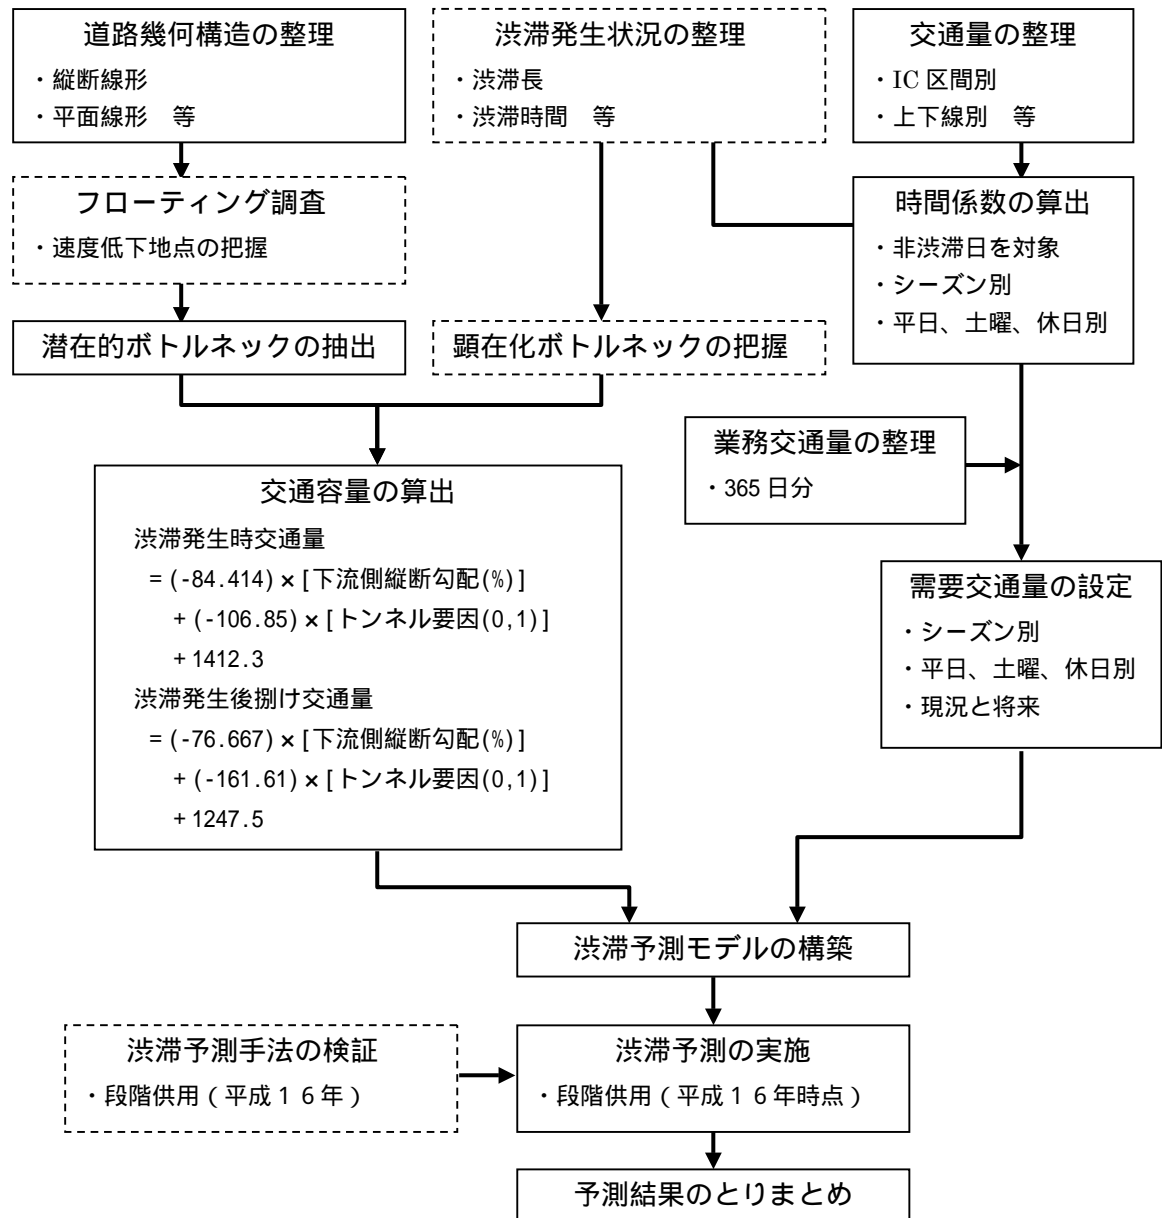 道路幾何構造の整理
・縦断線形
・平面線形　等
渋滞発生状況の整理
・渋滞長
・渋滞時間　等
交通量の整理
・IC 区間別
・上下線別　等
フローティング調査
・速度低下地点の把握
時間係数の算出
・非渋滞日を対象
・シーズン別
・平日、土曜、休日別
潜在的ボトルネックの抽出
顕在化ボトルネックの把握
業務交通量の整理
・365 日分
交通容量の算出
渋滞発生時交通量
= (-84.414) × [下流側縦断勾配(%)]
+ (-106.85) × [トンネル要因(0,1)]
+ 1412.3
渋滞発生後捌け交通量
= (-76.667) × [下流側縦断勾配(%)]
+ (-161.61) × [トンネル要因(0,1)]
+ 1247.5
需要交通量の設定
・シーズン別
・平日、土曜、休日別
・現況と将来
渋滞予測モデルの構築
渋滞予測手法の検証
・段階供用（平成１６年）
渋滞予測の実施
・段階供用（平成１６年時点）
予測結果のとりまとめ